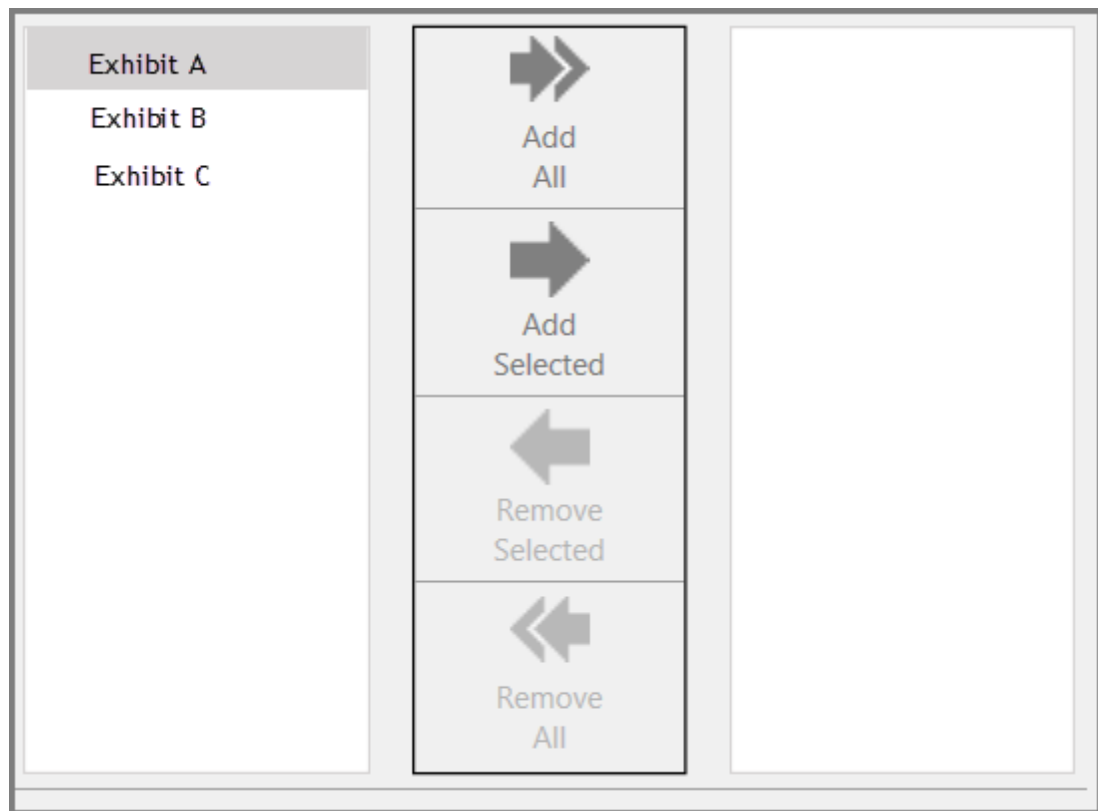 Exhibit A
Exhibit B
Exhibit C
Add
All
Add
Selected
Remove
Selected
Remove
All